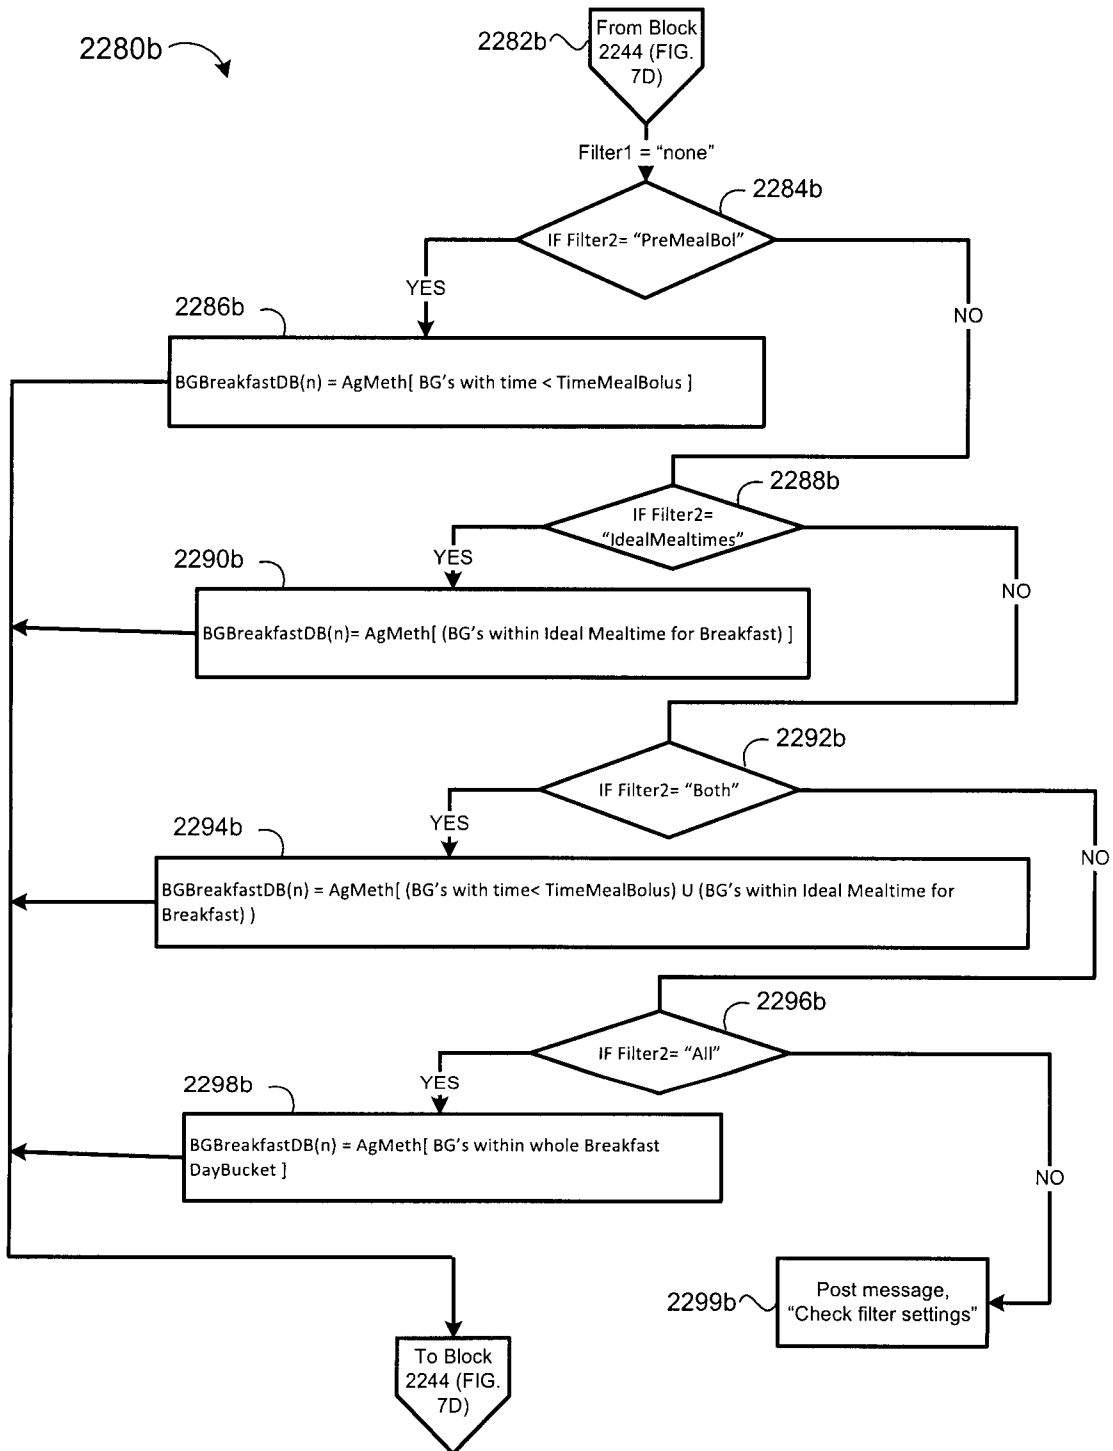 2280b
2282b
From Block
2244 (FIG.
7D)
Filter1 = "none"
2284b
IF Filter2= "PreMealBol"
YES
NO
2286b
BGBreakfastDB(n) = AgMeth[ BG's with time < TimeMealBolus ]
2288b
IF Filter2=
"IdealMealtimes"
YES
NO
2290b
BGBreakfastDB(n)= AgMeth[ (BG's within Ideal Mealtime for Breakfast) ]
2292b
IF Filter2= "Both"
YES
NO
2294b
BGBreakfastDB(n) = AgMeth[ (BG's with time< TimeMealBolus) U (BG's within Ideal Mealtime for
Breakfast) )
2296b
IF Filter2= "All"
YES
NO
2298b
BGBreakfastDB(n) = AgMeth[ BG's within whole Breakfast
DayBucket ]
2299b
Post message,
"Check filter settings"
To Block
2244 (FIG.
7D)